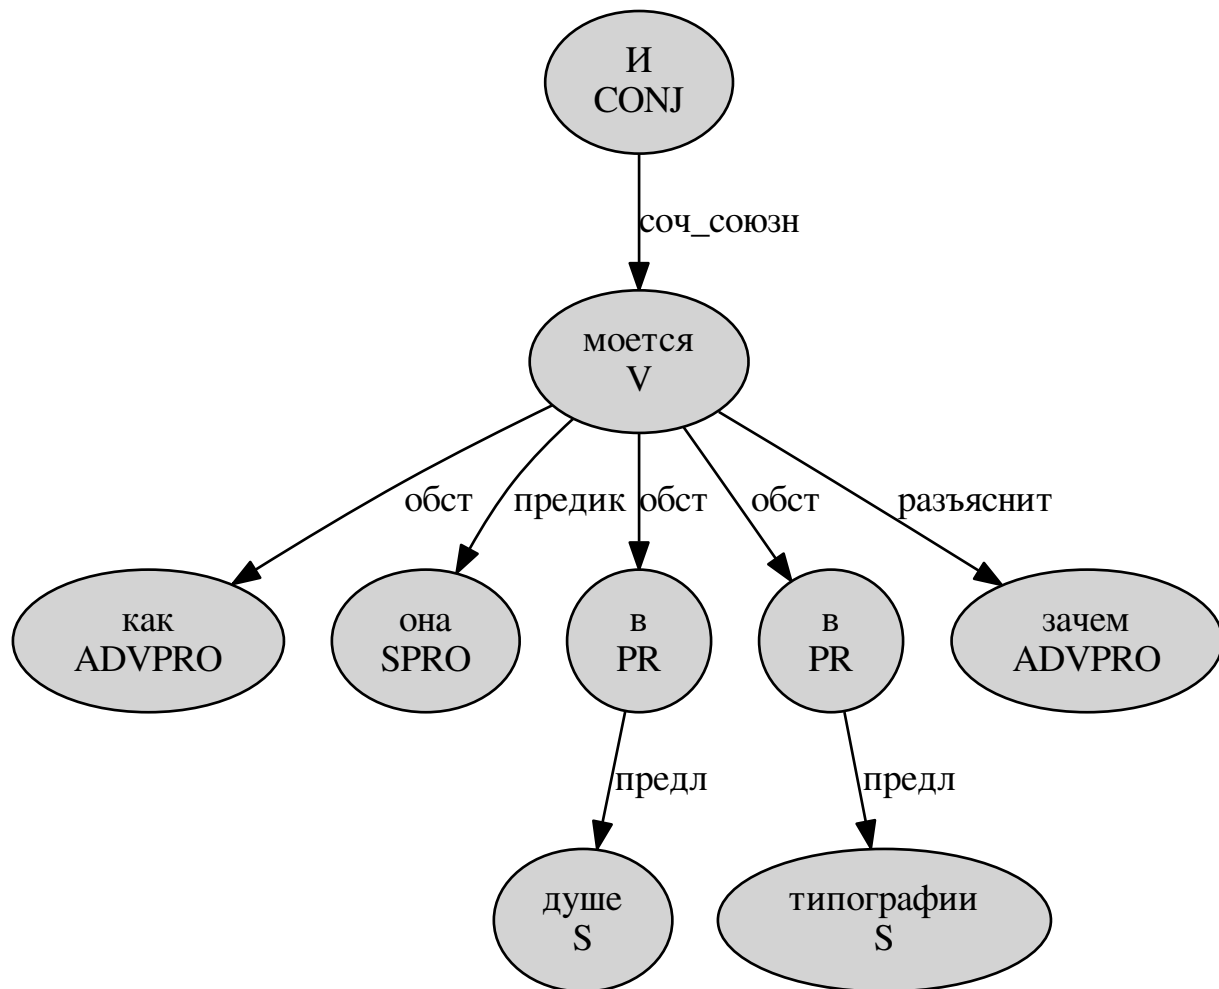 И
CONJ
соч_союзн
моется
V
обст
предик
обст
обст
разъяснит
как
ADVPRO
она
SPRO
в
PR
в
PR
зачем
ADVPRO
предл
предл
душе
S
типографии
S